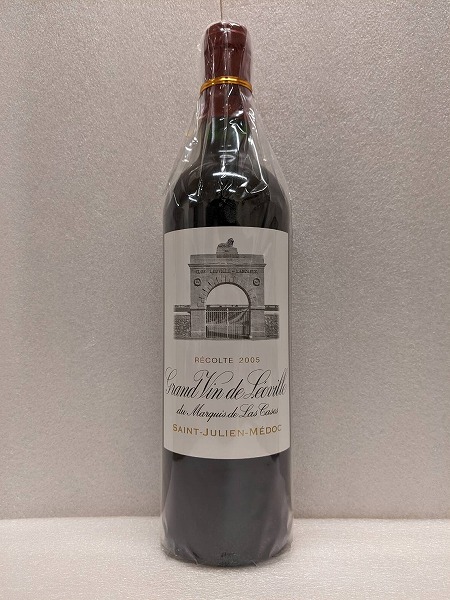 RÉCOLTE 2005
Grand Vin de Léoville
du Marquis de Las Cases
SAINT-JULIEN-MÉDOC